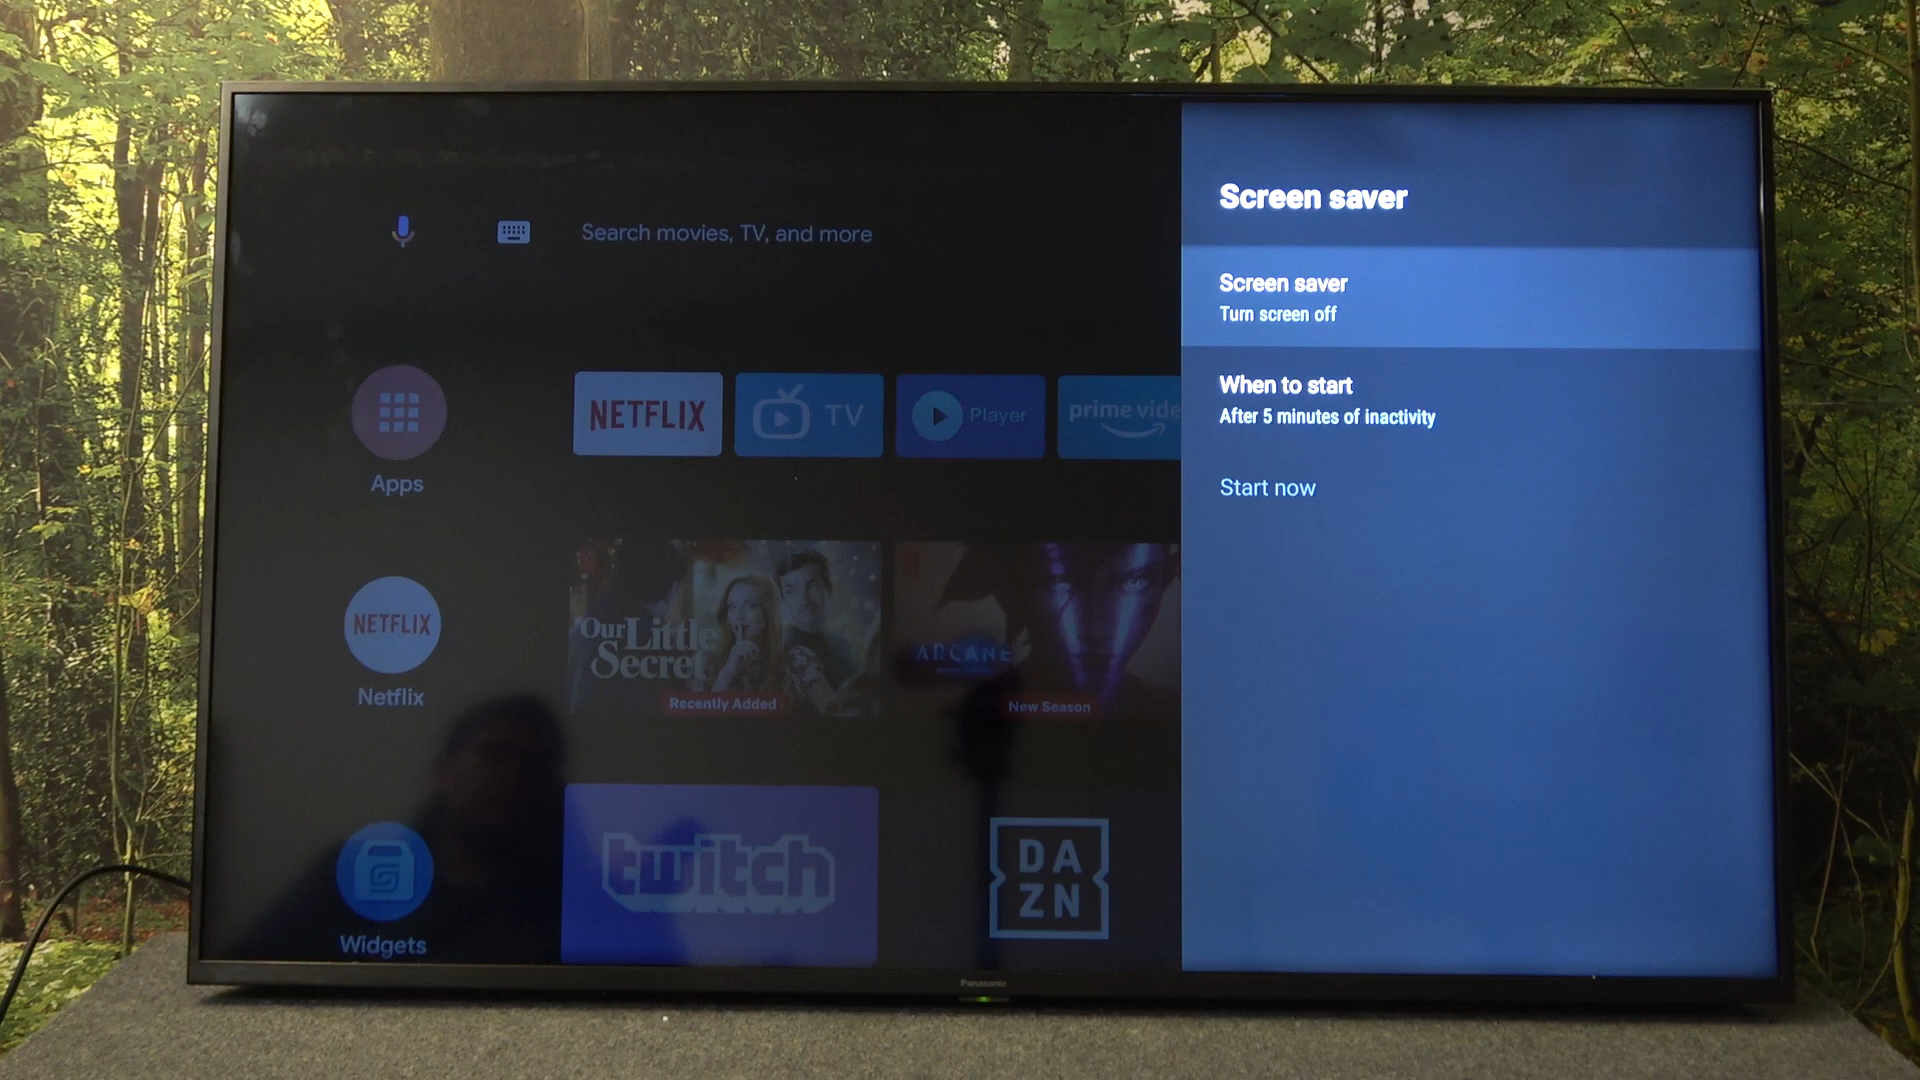 Search movies, TV, and more
Apps
NETFLIX
TV
Player
prime vide
NETFLIX
Netflix
Our Little
Secret
Recently Added
ARCANE
New Season
Widgets
twitch
DA
ZN
Screen saver
Screen saver
Turn screen off
When to start
After 5 minutes of inactivity
Start now
Panasonic